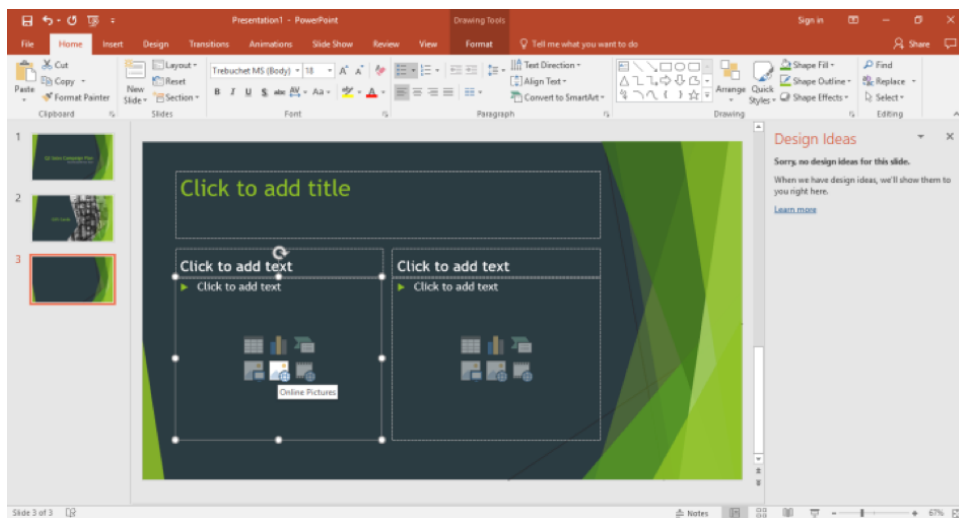 Presentation1 - PowerPoint
Drawing Tools
Sign in
File Home Insert Design Transitions Animations Slide Show Review View Format Tell me what you want to do Share
Paste
Cut
Copy
Format Painter
Clipboard
New
Slide
Layout
Reset
Section
Slides
Trebuchet MS (Body) 18 A A
B I U S abc AV Aa A
Font
Text Direction
Align Text
Convert to SmartArt
Paragraph
Arrange
Quick
Styles
Shape Fill
Shape Outline
Shape Effects
Drawing
Find
Replace
Select
Editing
1
2
3
Click to add title
Click to add text
Click to add text
Online Pictures
Click to add text
Click to add text
Design Ideas
Sorry, no design ideas for this slide.
When we have design ideas, we'll show them to
you right here.
Learn more
Slide 3 of 3
Notes
67%